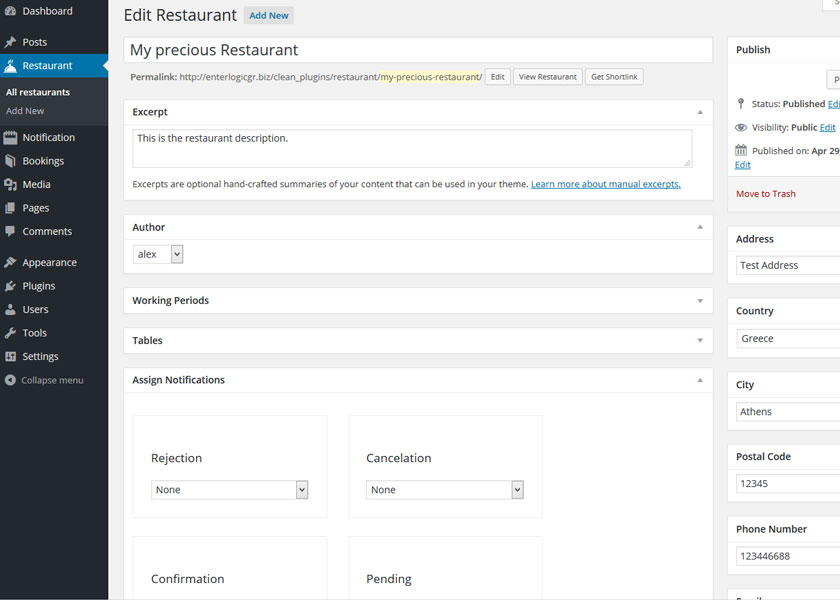 Dashboard
Posts
Restaurant
All restaurants
Add New
Notification
Bookings
Media
Pages
Comments
Appearance
Plugins
Users
Tools
Settings
Collapse menu
Edit Restaurant Add New
My precious Restaurant
Permalink: http://enterlogicgr.biz/clean_plugins/restaurant/my-precious-restaurant/ Edit View Restaurant Get Shortlink
Excerpt
This is the restaurant description.
Excerpts are optional hand-crafted summaries of your content that can be used in your theme. Learn more about manual excerpts.
Author
alex
Working Periods
Tables
Assign Notifications
Rejection
None
Cancelation
None
Confirmation
Pending
Publish
Status: Published
Visibility: Public Edit
Published on: Apr 29
Edit
Move to Trash
Address
Test Address
Country
Greece
City
Athens
Postal Code
12345
Phone Number
123446688